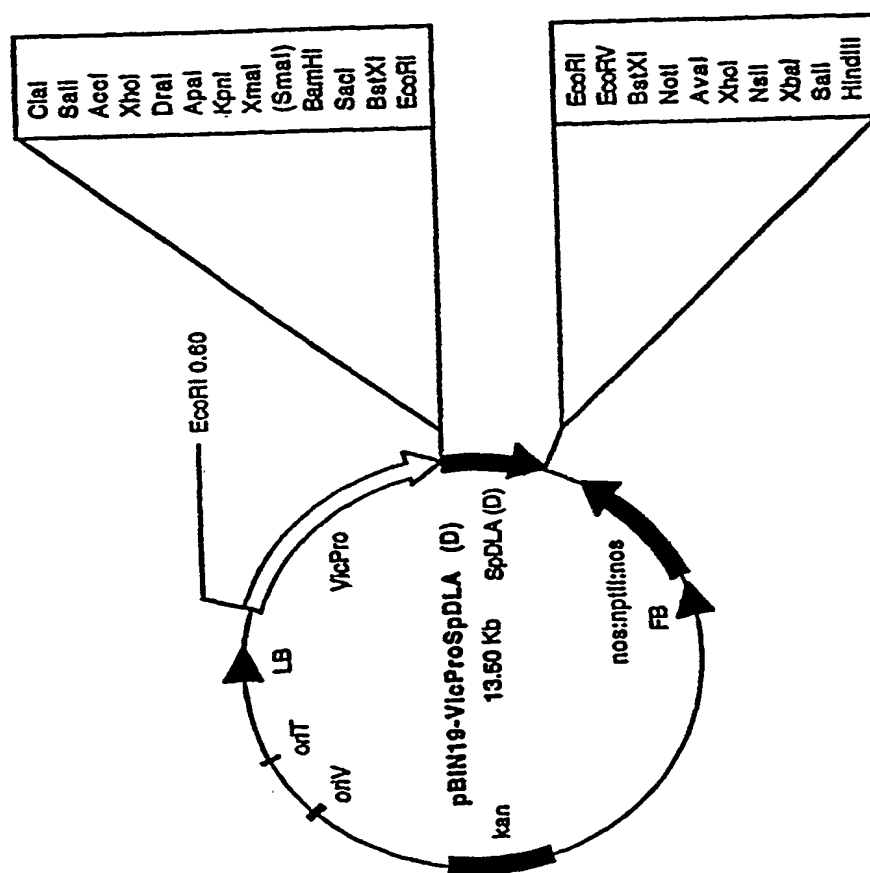 ClaI
SalI
AccI
XhoI
DraI
ApaI
KpnI
XmaI
(SmaI)
BamHI
SacI
BstXI
EcoRI
EcoRI
EcoRV
BstXI
NotI
AvaI
XhoI
NsiI
XbaI
SalI
HindIII
EcoRI 0.60
VicPro
LB
oriT
oriV
pBIN19-VicProSpDLA (D)
13.50 Kb
SpDLA (D)
nos:nptII:nos
FB
kan